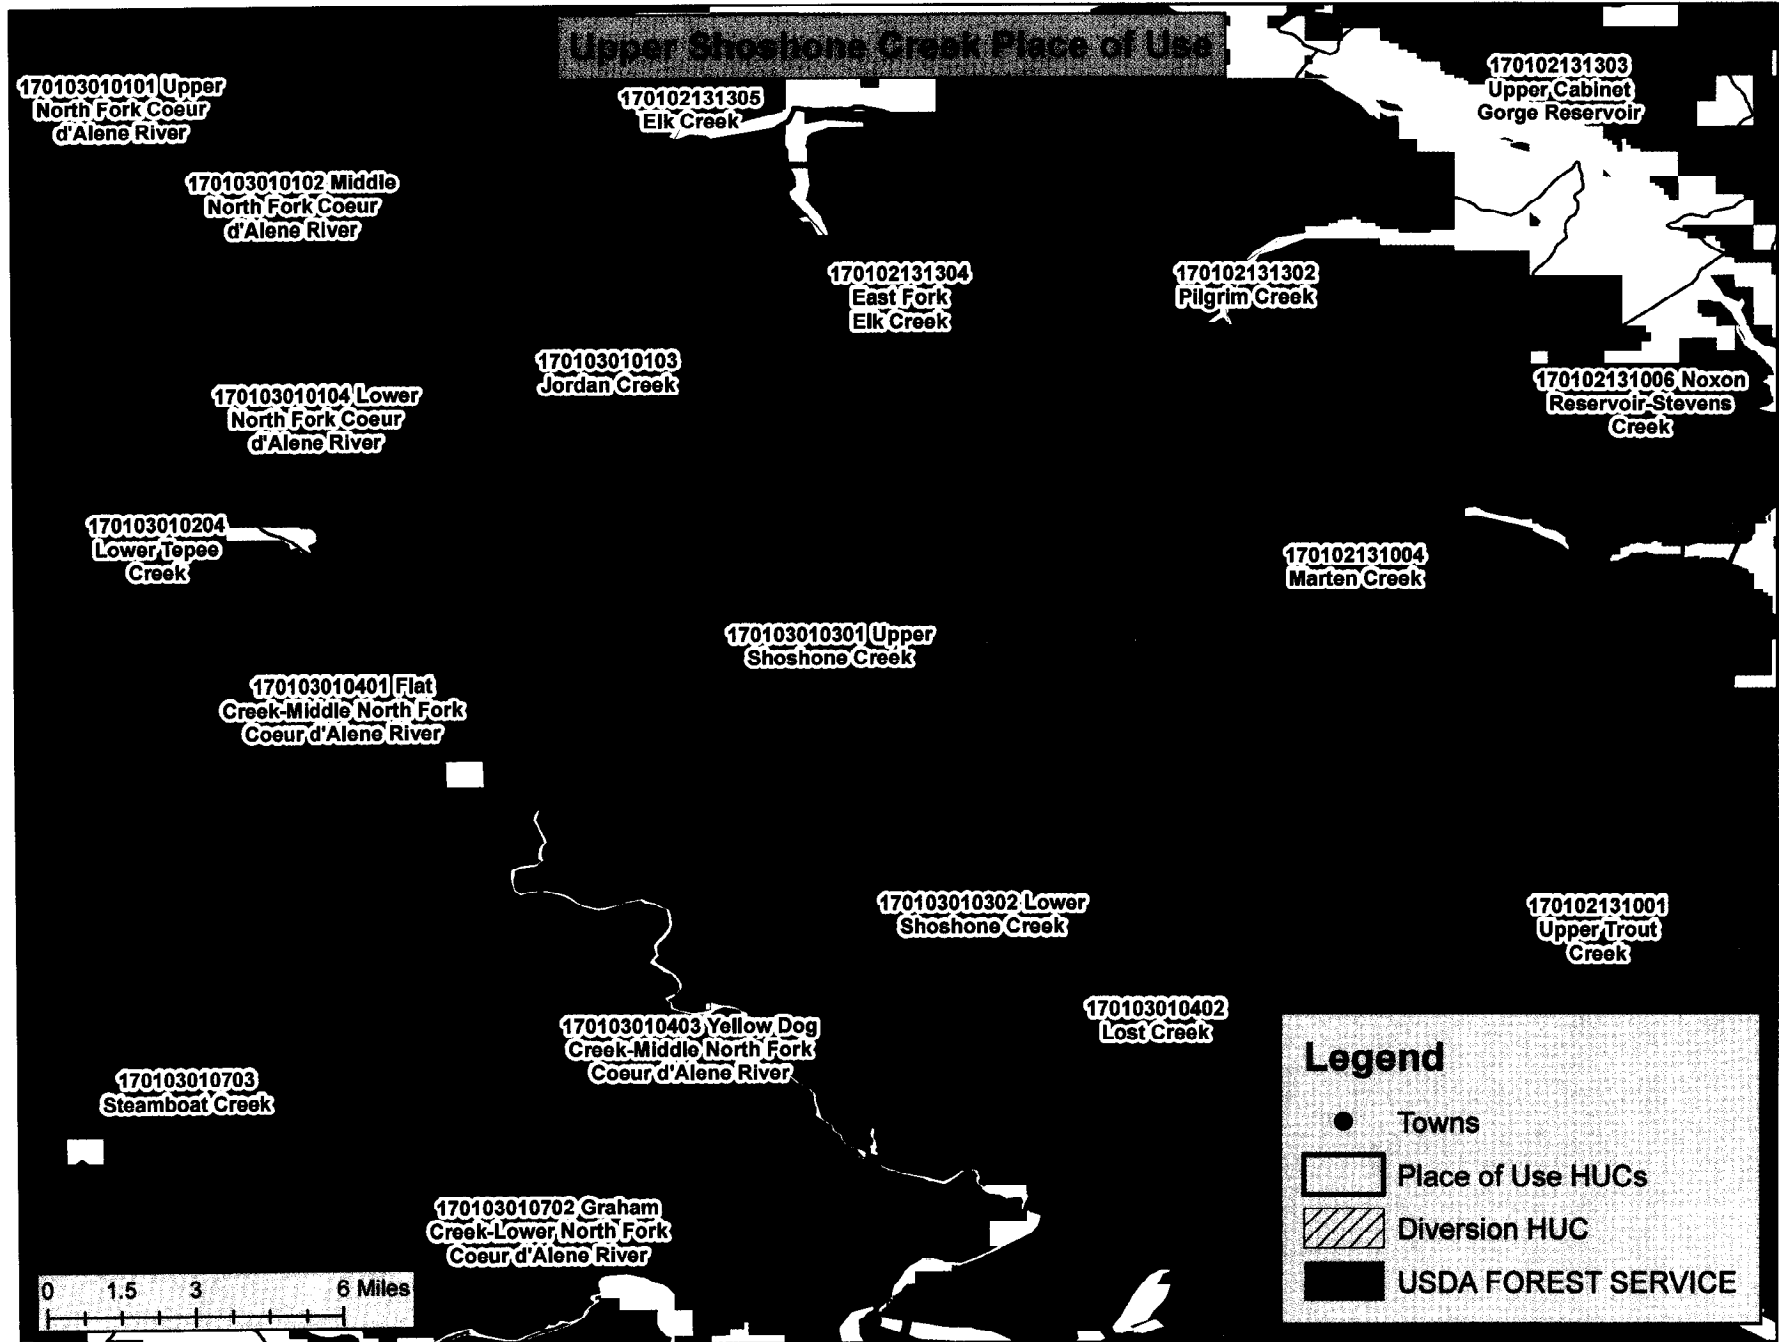 Upper Shoshone Creek Place of Use
170103010101 Upper
North Fork Coeur
d'Alene River
170102131305
Elk Creek
170102131303
Upper Cabinet
Gorge Reservoir
170103010102 Middle
North Fork Coeur
d'Alene River
170102131304
East Fork
Elk Creek
170102131302
Pilgrim Creek
170103010103
Jordan Creek
170103010104 Lower
North Fork Coeur
d'Alene River
170102131006 Noxon
Reservoir-Stevens
Creek
170103010204
Lower Tepee
Creek
170102131004
Marten Creek
170103010301 Upper
Shoshone Creek
170103010401 Flat
Creek-Middle North Fork
Coeur d'Alene River
170103010302 Lower
Shoshone Creek
170102131001
Upper Trout
Creek
170103010402
Lost Creek
170103010403 Yellow Dog
Creek-Middle North Fork
Coeur d'Alene River
170103010703
Steamboat Creek
170103010702 Graham
Creek-Lower North Fork
Coeur d'Alene River
Legend
Towns
Place of Use HUCs
Diversion HUC
USDA FOREST SERVICE
0 1.5 3 6 Miles